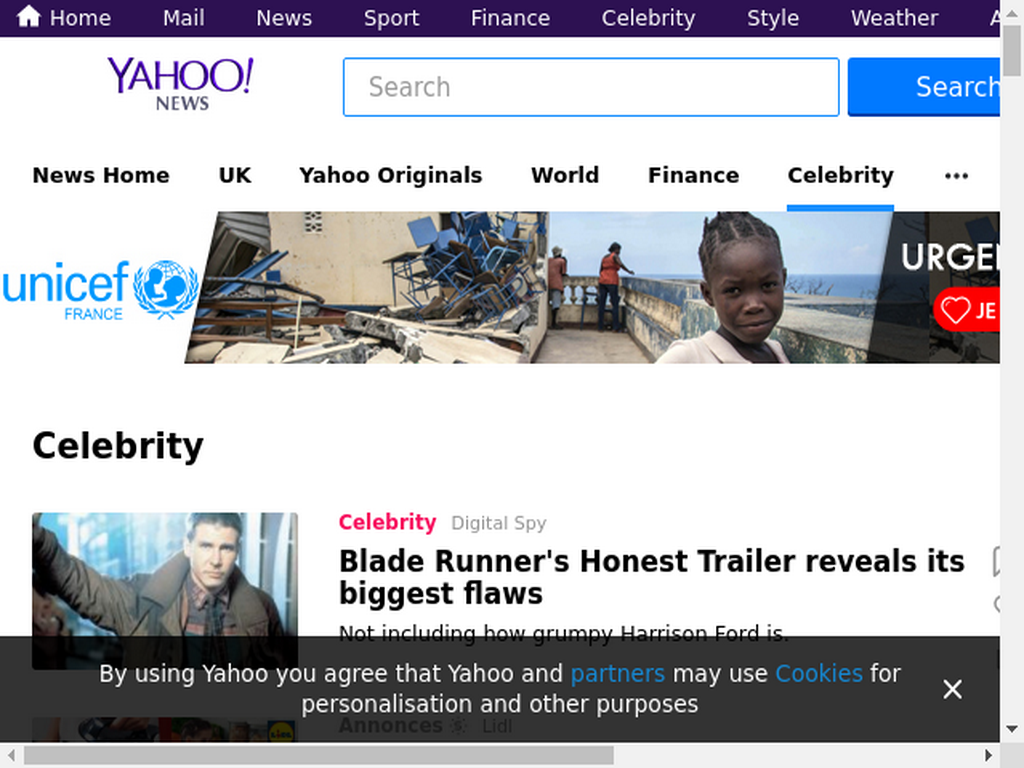 Home Mail News Sport Finance Celebrity Style Weather
YAHOO!
NEWS
Search
Search
News Home UK Yahoo Originals World Finance Celebrity ...
unicef
FRANCE
URGEN
JE
Celebrity
Celebrity Digital Spy
Blade Runner's Honest Trailer reveals its
biggest flaws
Not including how grumpy Harrison Ford is.
By using Yahoo you agree that Yahoo and partners may use Cookies for
personalisation and other purposes
Annonces Lidl